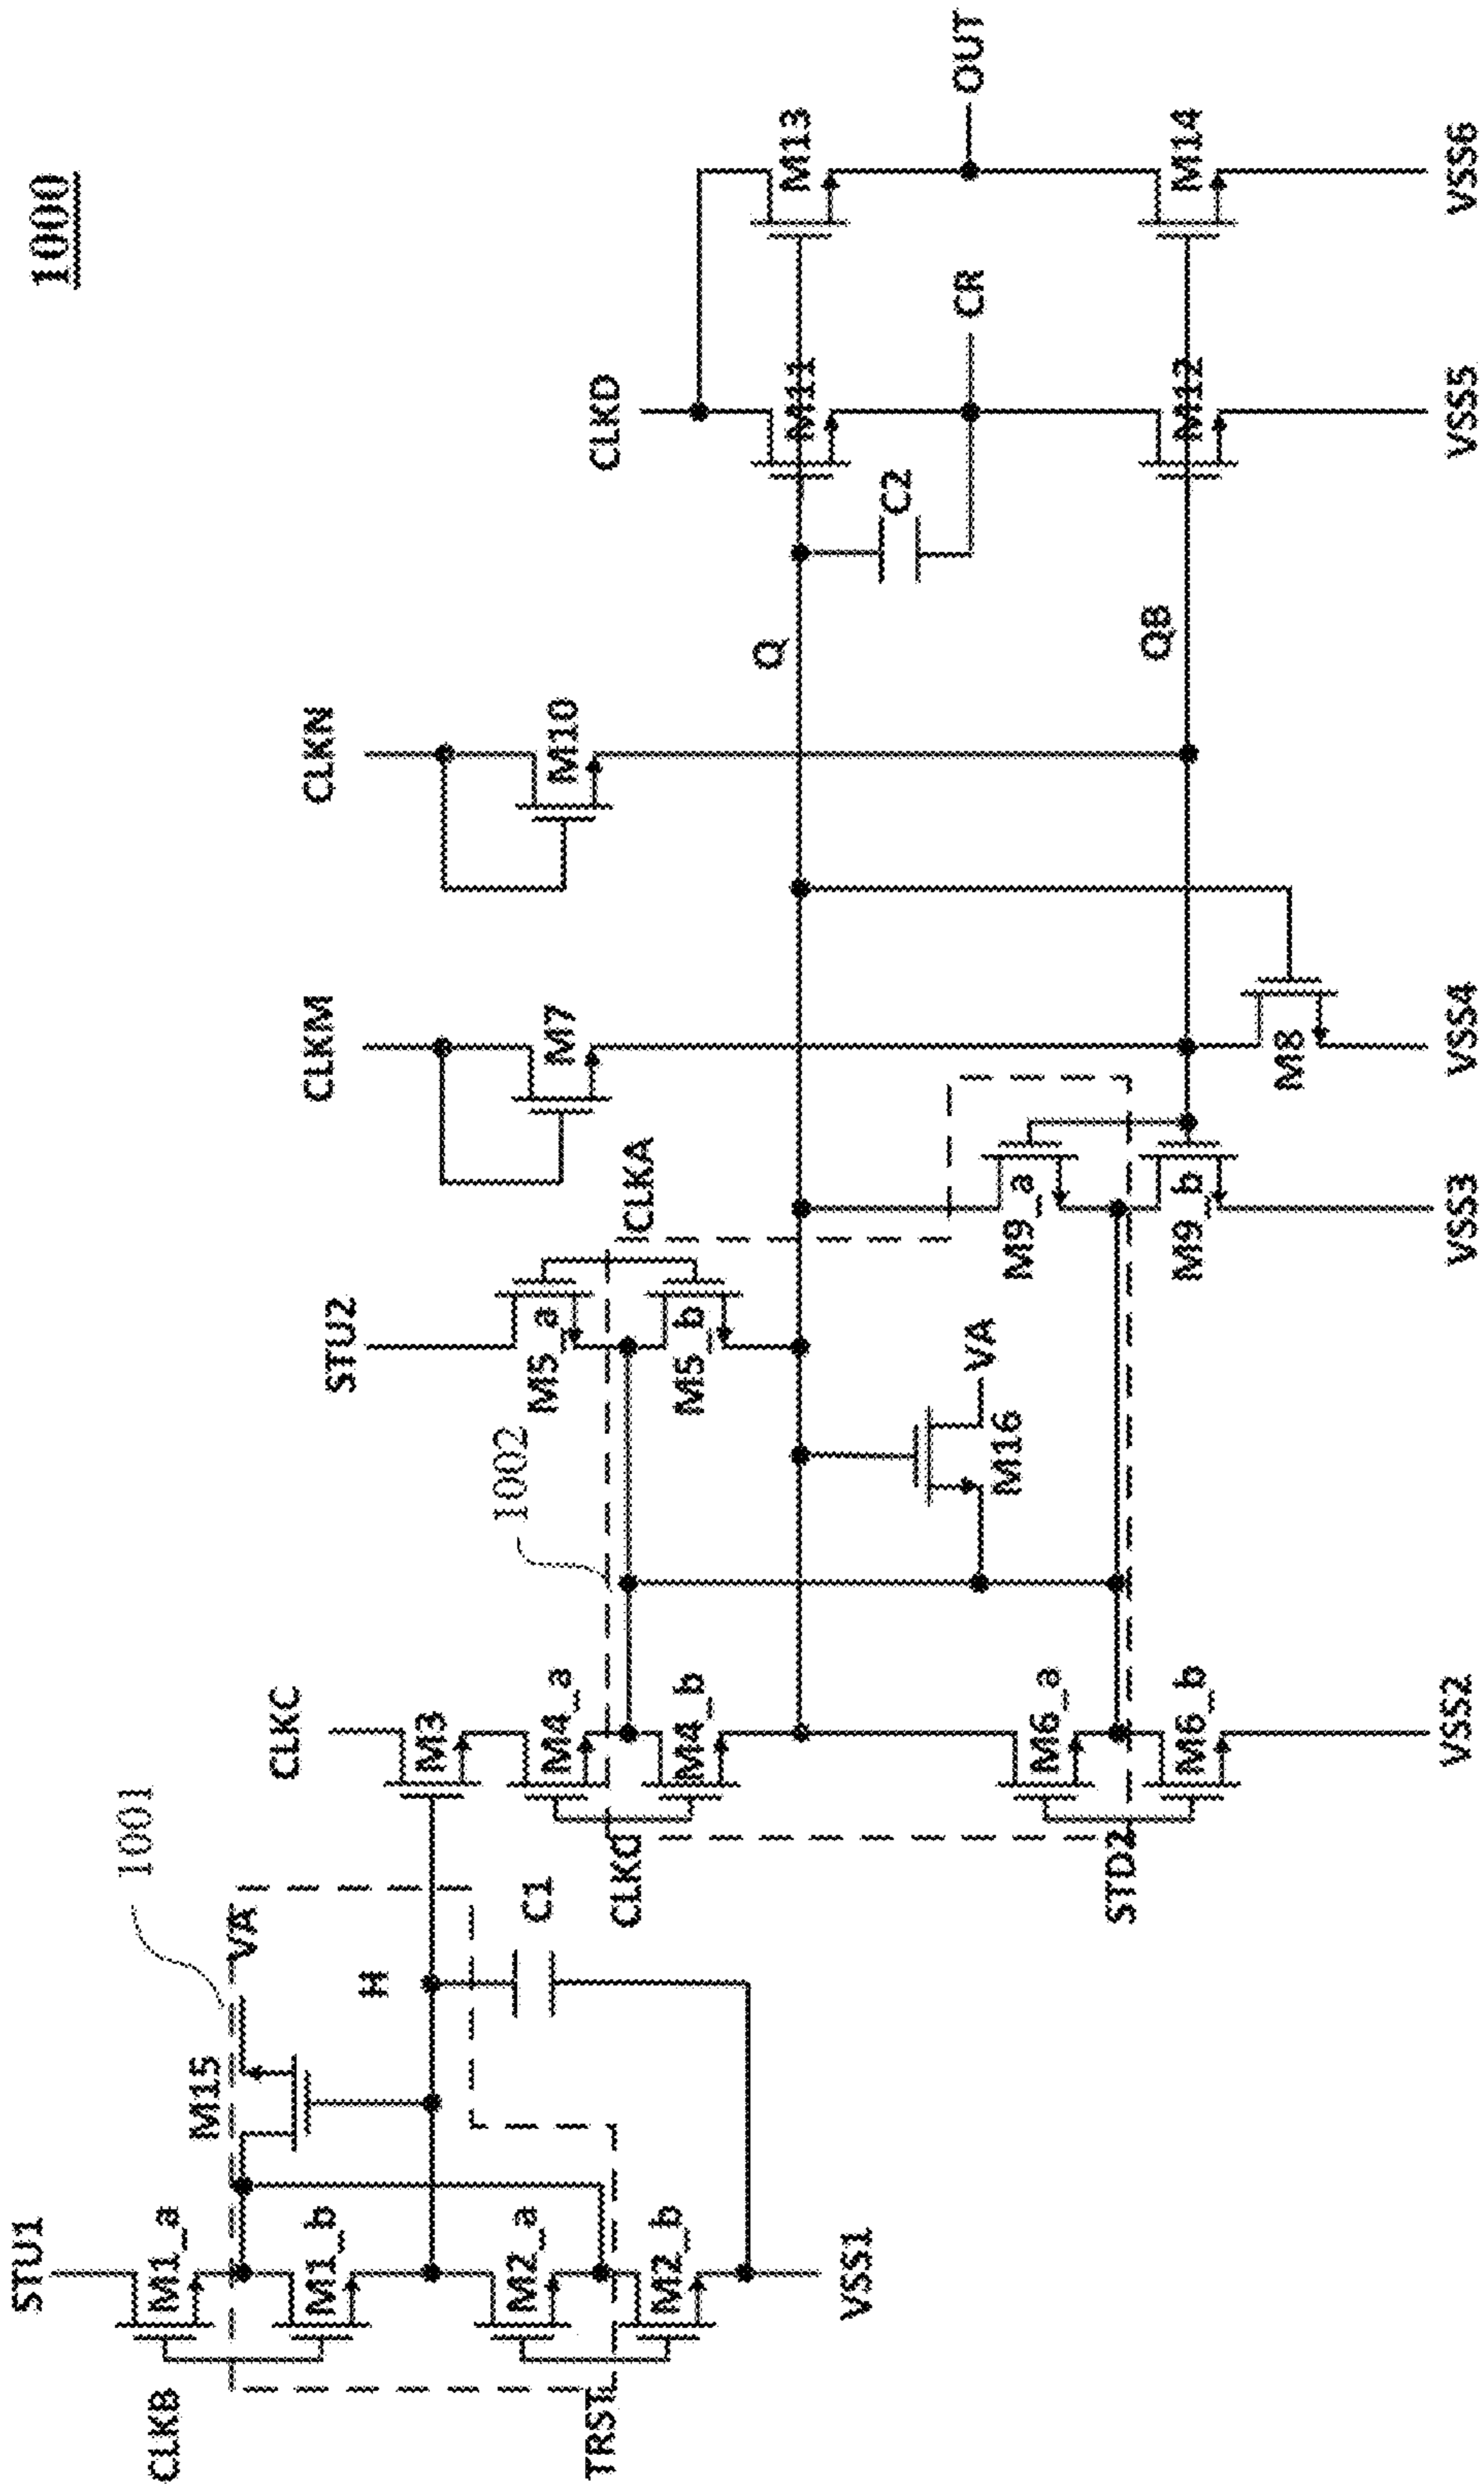 1000
STU1
M1_a
M1_b
CLKB
M2_a
M2_b
TRST
VSS1
M15
VA
1001
H
C1
CLKC
M3
M4_a
M4_b
CLKC
M6_a
M6_b
STD2
VSS2
1002
M16
VA
STU2
M5_a
M5_b
CLKA
M9_a
M9_b
VSS3
CLKM
M7
M8
VSS4
CLKN
M10
Q
QB
C2
CLKD
M11
CR
M12
VSS5
M13
OUT
M14
VSS6